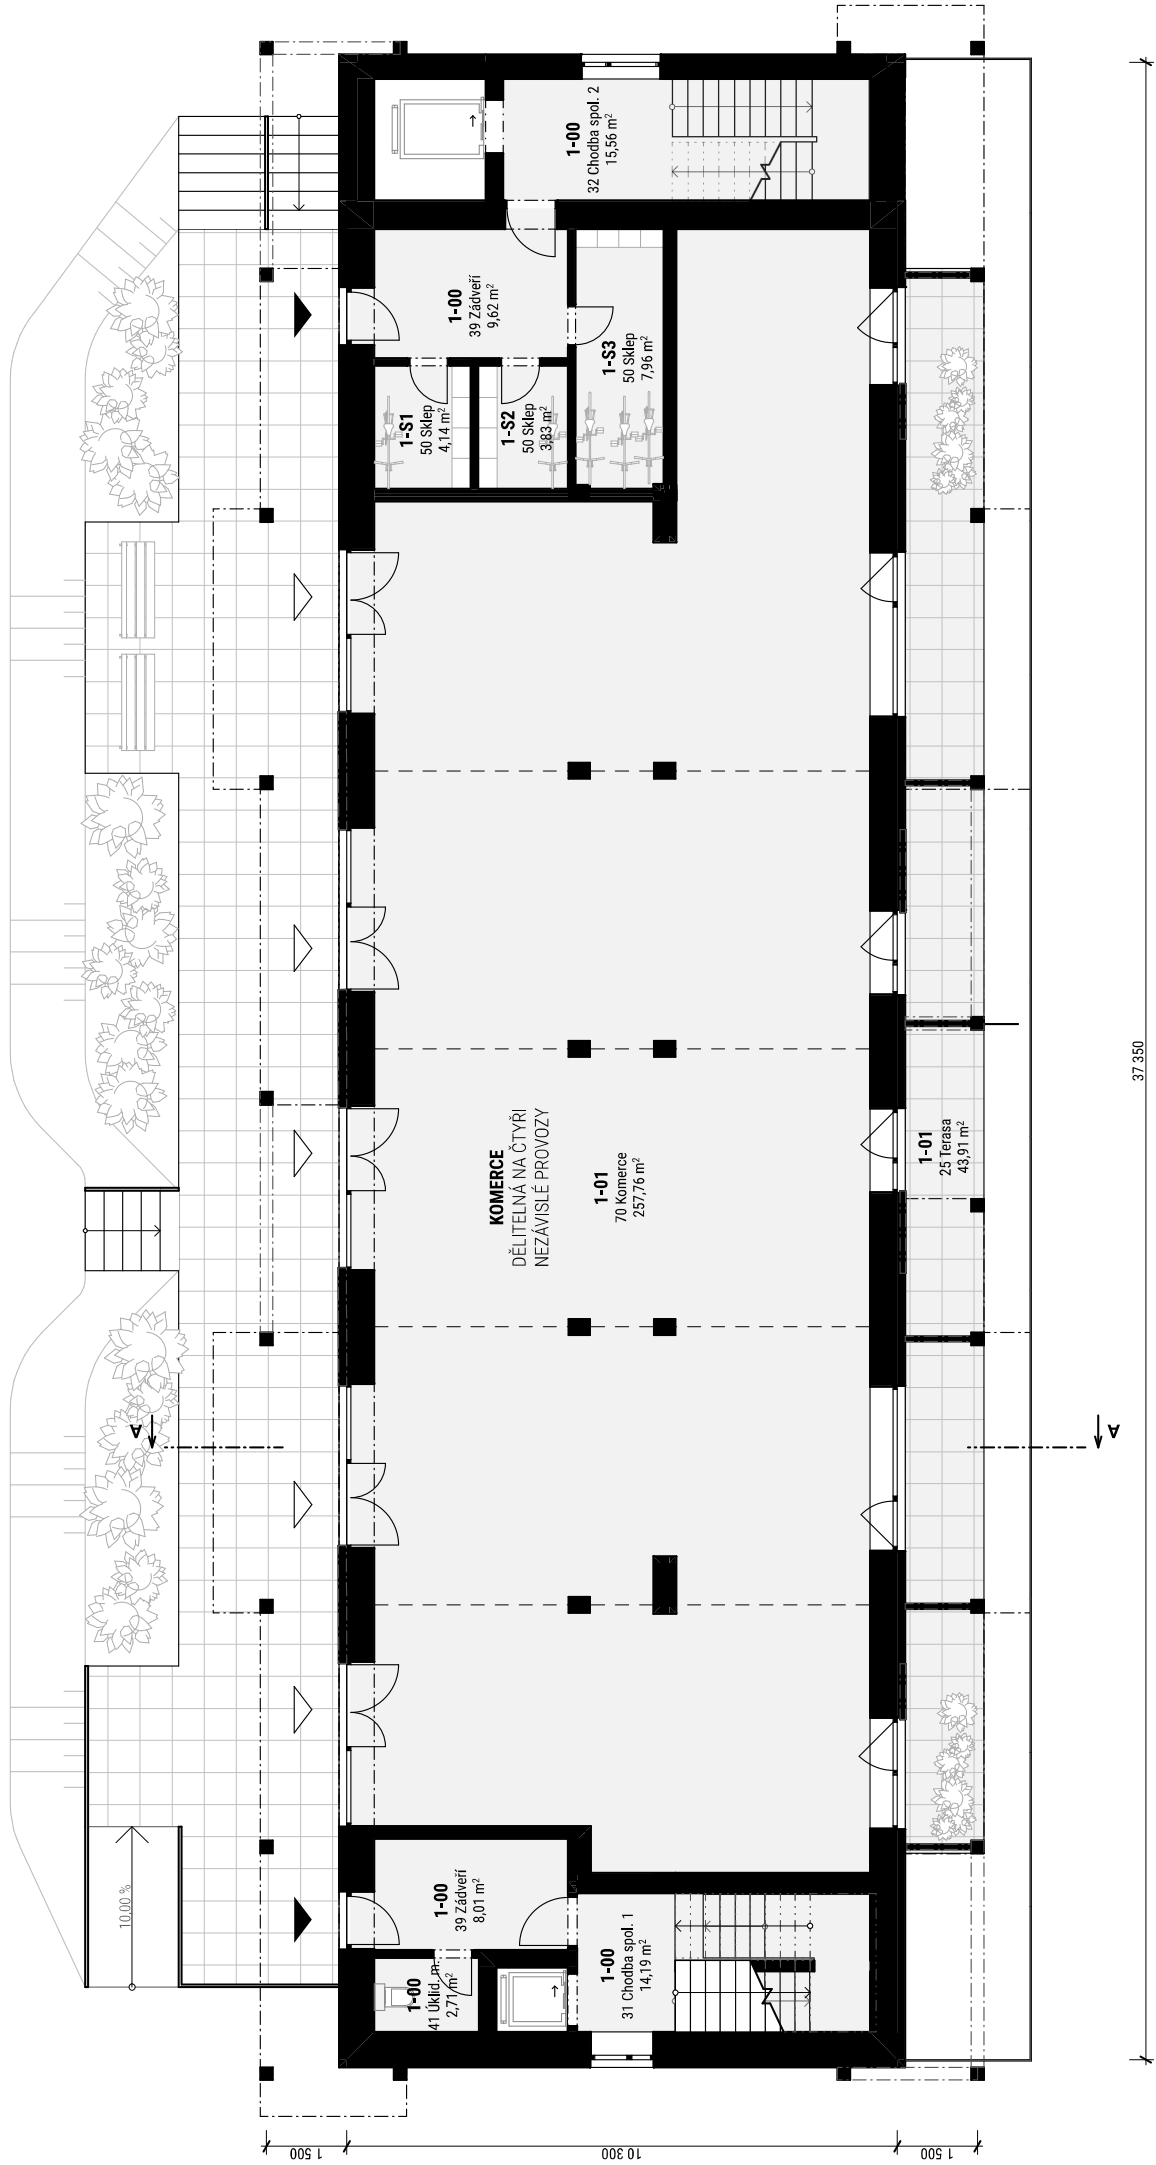 1-00
32 Chodba spol. 2
15,56 m²
1-00
39 Zádveří
9,62 m²
1-S3
50 Sklep
7,96 m²
1-S1
50 Sklep
4,14 m²
1-S2
50 Sklep
3,83 m²
KOMERCE
DĚLITELNÁ NA ČTYŘI
NEZÁVISLÉ PROVOZY
1-01
70 Komerce
257,76 m²
1-01
25 Terasa
43,91 m²
37 350
A
A
10,00 %
1-00
39 Zádveří
8,01 m²
1-00
41 Úklid. m.
2,71 m²
1-00
31 Chodba spol. 1
14,19 m²
1 500
10 300
1 500